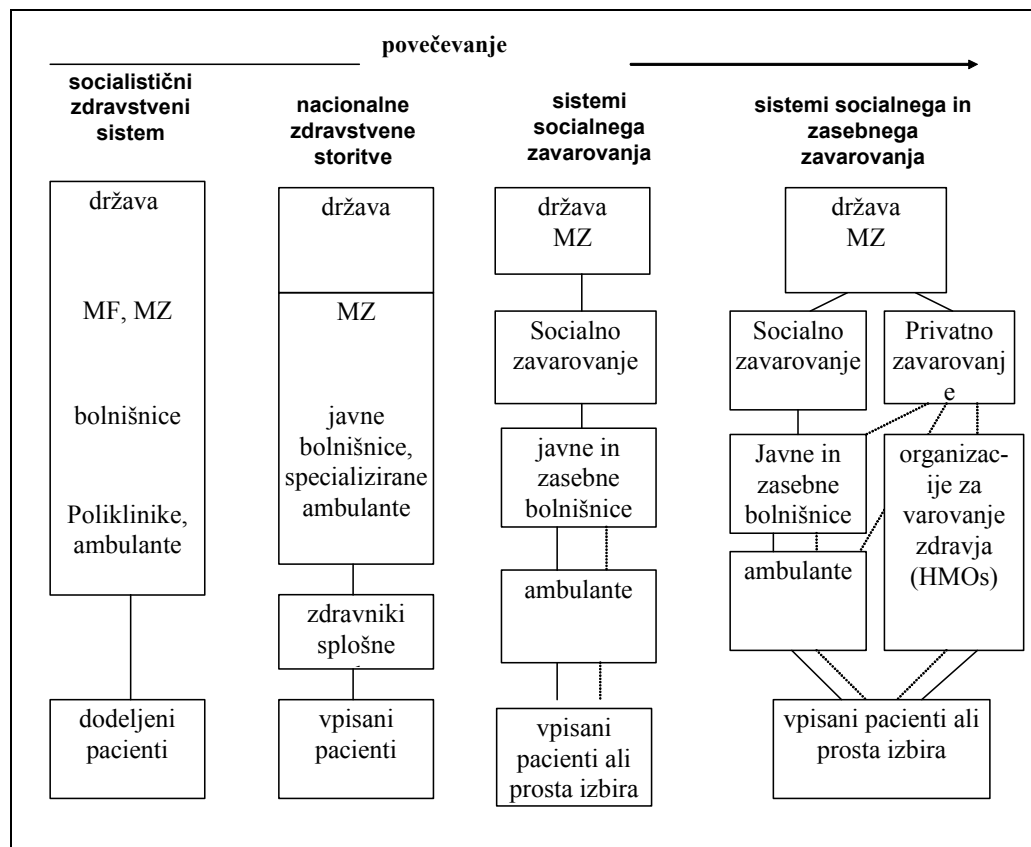 povečevanje
socialistični
zdravstveni
sistem
država
MF, MZ
bolnišnice
Poliklinike,
ambulante
dodeljeni
pacienti
nacionalne
zdravstvene
storitve
država
MZ
javne
bolnišnice,
specializirane
ambulante
zdravniki
splošne
vpisani
pacienti
sistemi
socialnega
zavarovanja
država
MZ
Socialno
zavarovanje
javne in
zasebne
bolnišnice
ambulante
vpisani
pacienti ali
prosta izbira
sistemi socialnega in
zasebnega
zavarovanja
država
MZ
Socialno
zavarovanje
Privatno
zavarovanj
e
Javne in
zasebne
bolnišnice
ambulante
organizac-
ije za
varovanje
zdravja
(HMOs)
vpisani pacienti ali
prosta izbira